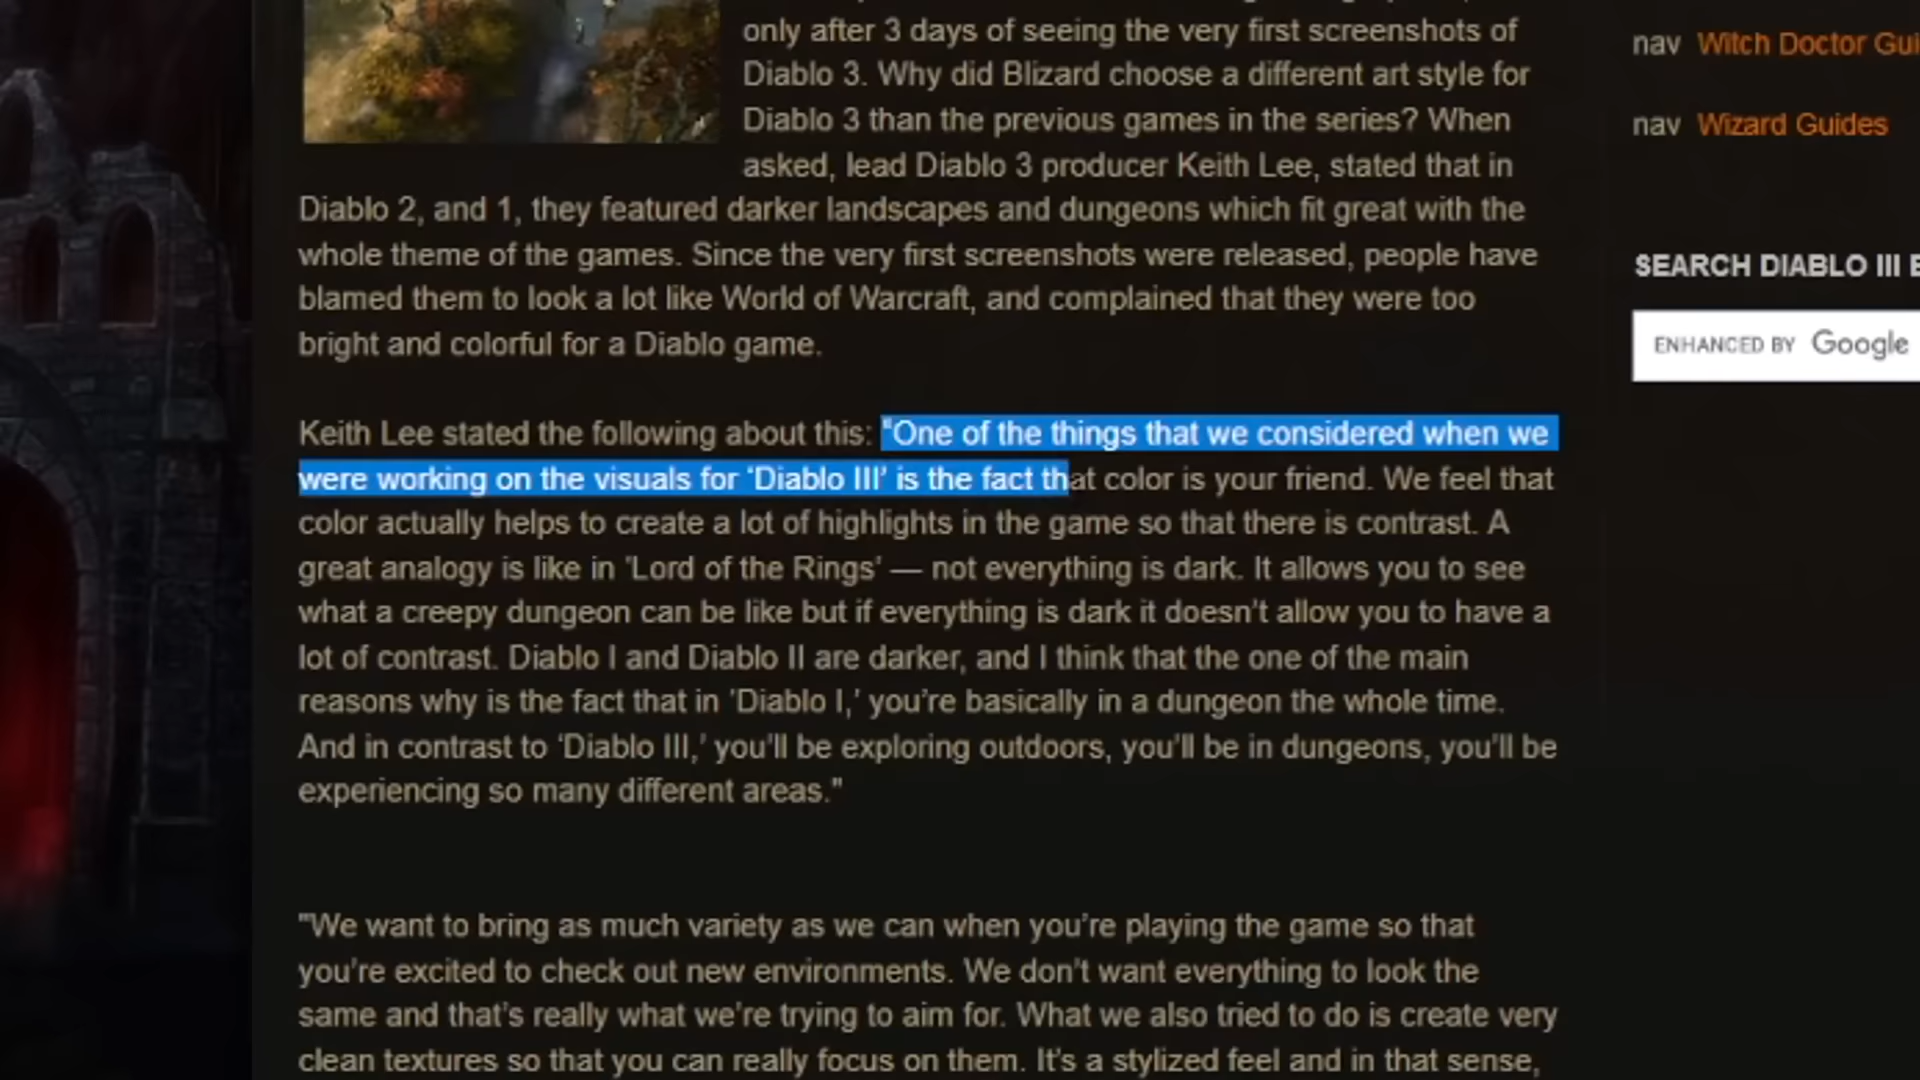 only after 3 days of seeing the very first screenshots of
Diablo 3. Why did Blizard choose a different art style for
Diablo 3 than the previous games in the series? When
asked, lead Diablo 3 producer Keith Lee, stated that in
Diablo 2, and 1, they featured darker landscapes and dungeons which fit great with the
whole theme of the games. Since the very first screenshots were released, people have
blamed them to look a lot like World of Warcraft, and complained that they were too
bright and colorful for a Diablo game.
Keith Lee stated the following about this: "One of the things that we considered when we
were working on the visuals for ‘Diablo III’ is the fact that color is your friend. We feel that
color actually helps to create a lot of highlights in the game so that there is contrast. A
great analogy is like in ’Lord of the Rings’ — not everything is dark. It allows you to see
what a creepy dungeon can be like but if everything is dark it doesn’t allow you to have a
lot of contrast. Diablo I and Diablo II are darker, and I think that the one of the main
reasons why is the fact that in ’Diablo I,’ you’re basically in a dungeon the whole time.
And in contrast to ‘Diablo III,’ you’ll be exploring outdoors, you’ll be in dungeons, you’ll be
experiencing so many different areas."
"We want to bring as much variety as we can when you’re playing the game so that
you’re excited to check out new environments. We don’t want everything to look the
same and that’s really what we’re trying to aim for. What we also tried to do is create very
clean textures so that you can really focus on them. It’s a stylized feel and in that sense,
nav Witch Doctor Gui
nav Wizard Guides
SEARCH DIABLO III
ENHANCED BY Google